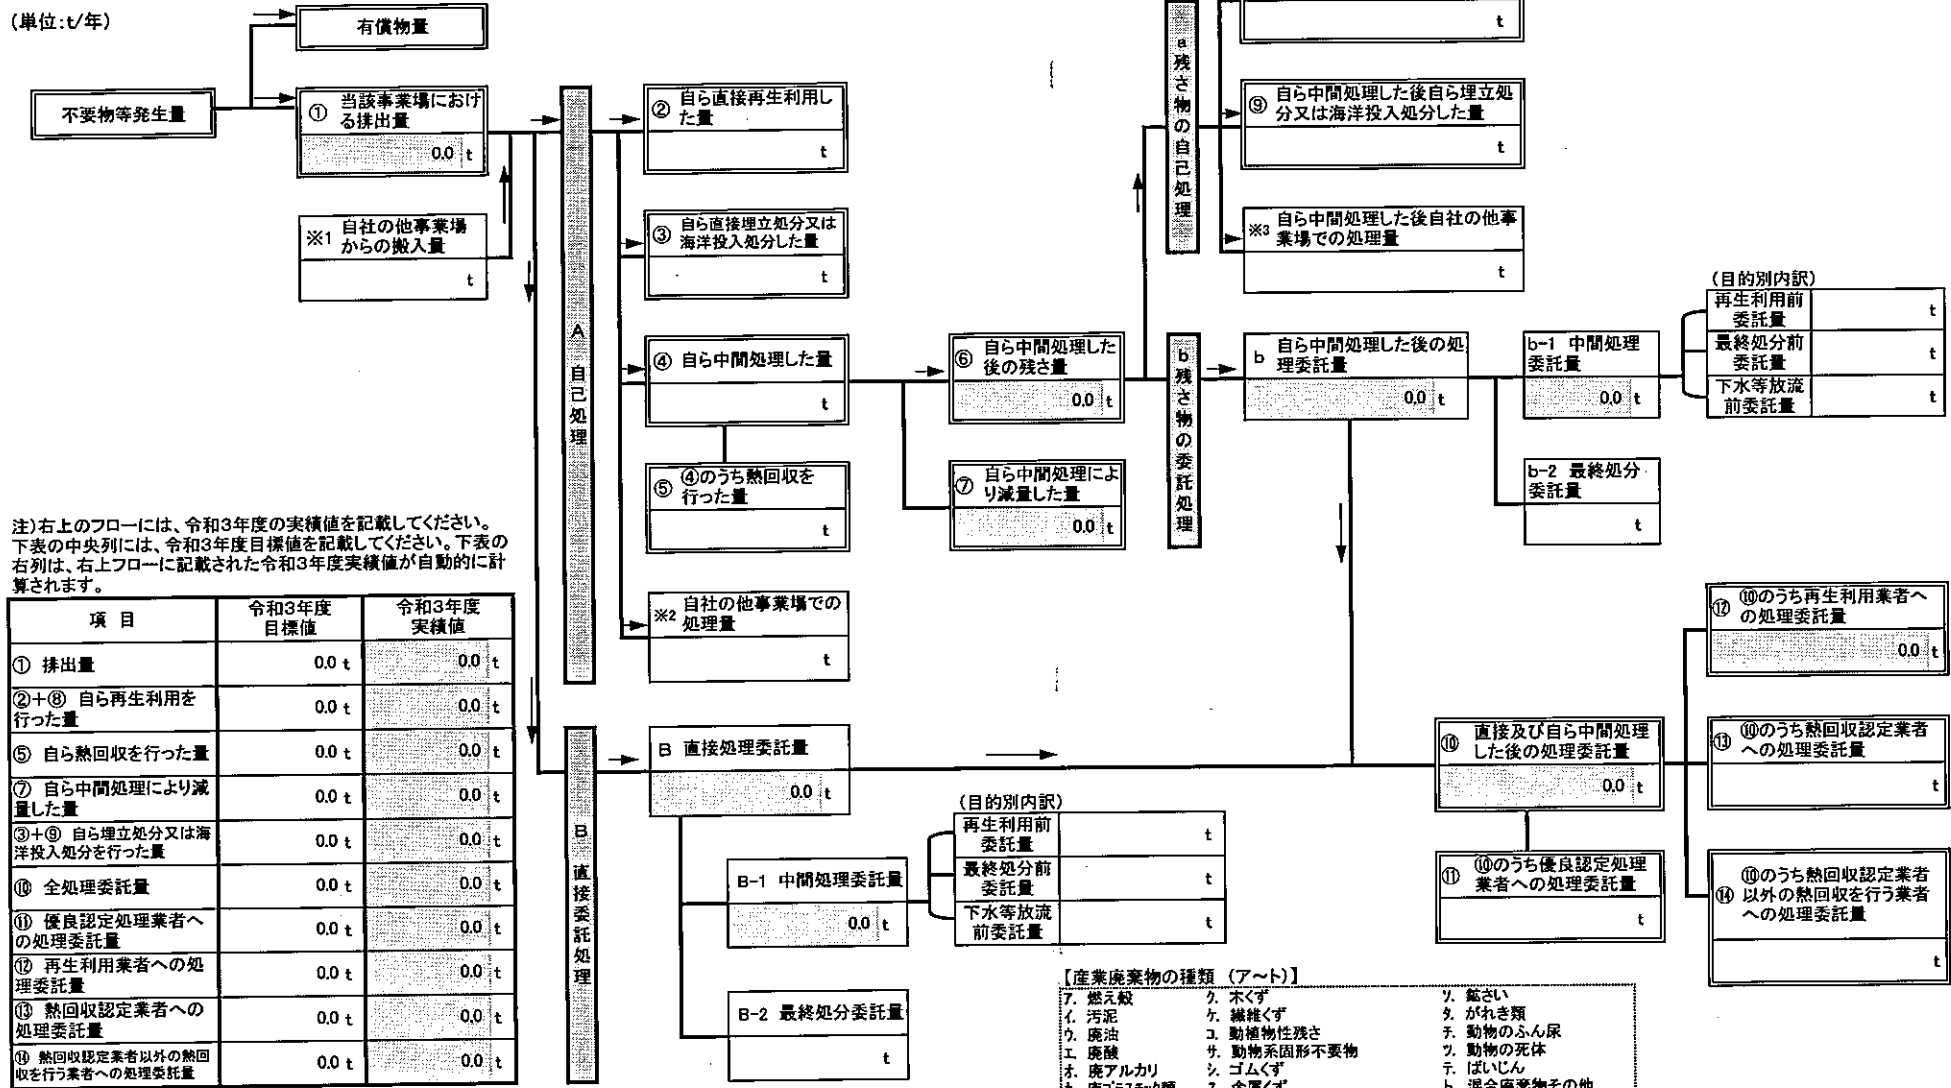 (単位:t/年)
有償物量
不要物等発生量
① 当該事業場におけ
る排出量
0.0 t
※1 自社の他事業場
からの搬入量
t
A 自己処理
② 自ら直接再生利用し
た量
t
③ 自ら直接埋立処分又は
海洋投入処分した量
t
④ 自ら中間処理した量
t
⑤ ④のうち熱回収を
行った量
t
※2 自社の他事業場での
処理量
t
⑥ 自ら中間処理した
後の残さ量
0.0 t
⑦ 自ら中間処理によ
り減量した量
0.0 t
a 残さ物の自己処理
t
⑨ 自ら中間処理した後自ら埋立処
分又は海洋投入処分した量
t
※3 自ら中間処理した後自社の他事
業場での処理量
t
b 残さ物の委託処理
b 自ら中間処理した後の処
理委託量
0.0 t
b-1 中間処理
委託量
0.0 t
b-2 最終処分
委託量
t
(目的別内訳)
再生利用前
委託量 t
最終処分前
委託量 t
下水等放流
前委託量 t
注)右上のフローには、令和3年度の実績値を記載してください。
下表の中央列には、令和3年度目標値を記載してください。下表の
右列は、右上フローに記載された令和3年度実績値が自動的に計
算されます。
項 目 令和3年度 目標値 令和3年度 実績値
① 排出量 0.0 t 0.0 t
②+⑧ 自ら再生利用を
行った量 0.0 t 0.0 t
⑤ 自ら熱回収を行った量 0.0 t 0.0 t
⑦ 自ら中間処理により減
量した量 0.0 t 0.0 t
③+⑨ 自ら埋立処分又は海
洋投入処分を行った量 0.0 t 0.0 t
⑩ 全処理委託量 0.0 t 0.0 t
⑪ 優良認定処理業者へ
の処理委託量 0.0 t 0.0 t
⑫ 再生利用業者への処
理委託量 0.0 t 0.0 t
⑬ 熱回収認定業者への
処理委託量 0.0 t 0.0 t
⑭ 熱回収認定業者以外の熱回
収を行う業者への処理委託量 0.0 t 0.0 t
B 直接委託処理
B 直接処理委託量
0.0 t
B-1 中間処理委託量
0.0 t
B-2 最終処分委託量
t
(目的別内訳)
再生利用前
委託量 t
最終処分前
委託量 t
下水等放流
前委託量 t
⑩ 直接及び自ら中間処理
した後の処理委託量
0.0 t
⑪ ⑩のうち優良認定処理
業者への処理委託量
t
⑫ ⑩のうち再生利用業者へ
の処理委託量
0.0 t
⑬ ⑩のうち熱回収認定業者
への処理委託量
t
⑭ ⑩のうち熱回収認定業者
以外の熱回収を行う業者
への処理委託量
t
【産業廃棄物の種類 (ア~ト)】
ア. 燃え殻 ク. 木くず ソ. 鉱さい
イ. 汚泥 ケ. 繊維くず タ. がれき類
ウ. 廃油 コ. 動植物性残さ チ. 動物のふん尿
エ. 廃酸 サ. 動物系固形不要物 ツ. 動物の死体
オ. 廃アルカリ シ. ゴムくず テ. ばいじん
カ. 廃プラスチック類 ス. 金属くず ト. 混合廃棄物その他